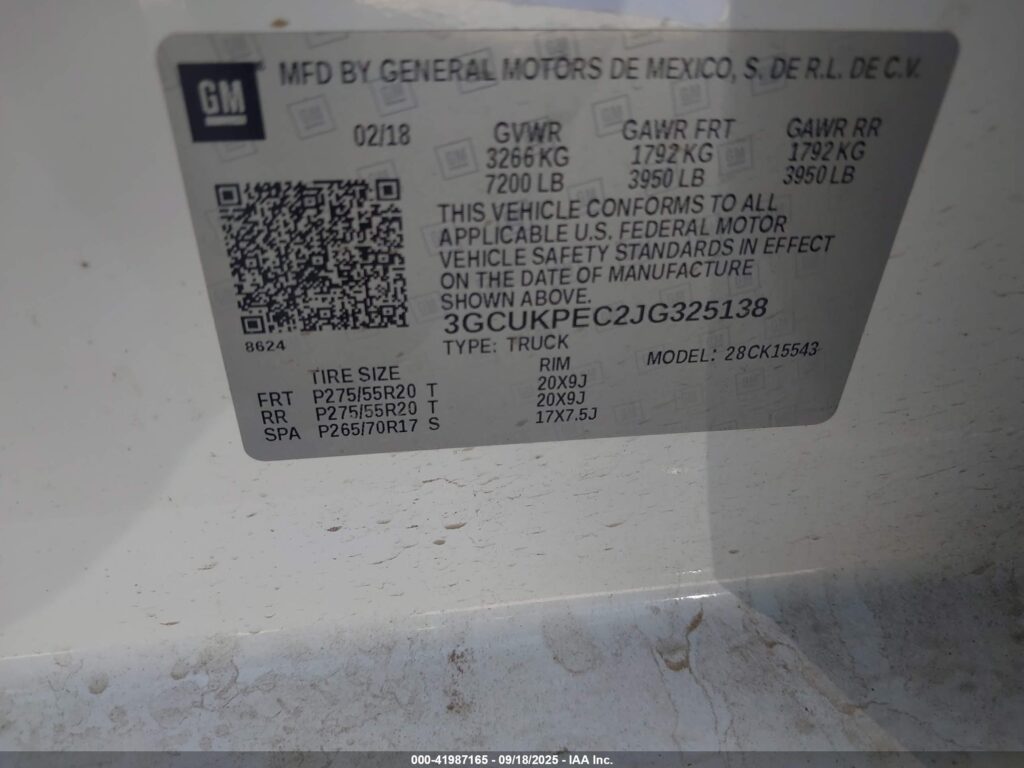 GM
MFD BY GENERAL MOTORS DE MEXICO, S. DE R.L. DE C.V.
02/18 GVWR GAWR FRT GAWR RR
3266 KG 1792 KG 1792 KG
7200 LB 3950 LB 3950 LB
THIS VEHICLE CONFORMS TO ALL
APPLICABLE U.S. FEDERAL MOTOR
VEHICLE SAFETY STANDARDS IN EFFECT
ON THE DATE OF MANUFACTURE
SHOWN ABOVE.
3GCUKPEC2JG325138
8624
TYPE: TRUCK MODEL: 28CK15543
TIRE SIZE RIM
FRT P275/55R20 T 20X9J
RR P275/55R20 T 20X9J
SPA P265/70R17 S 17X7.5J
000-41987165 - 09/18/2025 - IAA Inc.